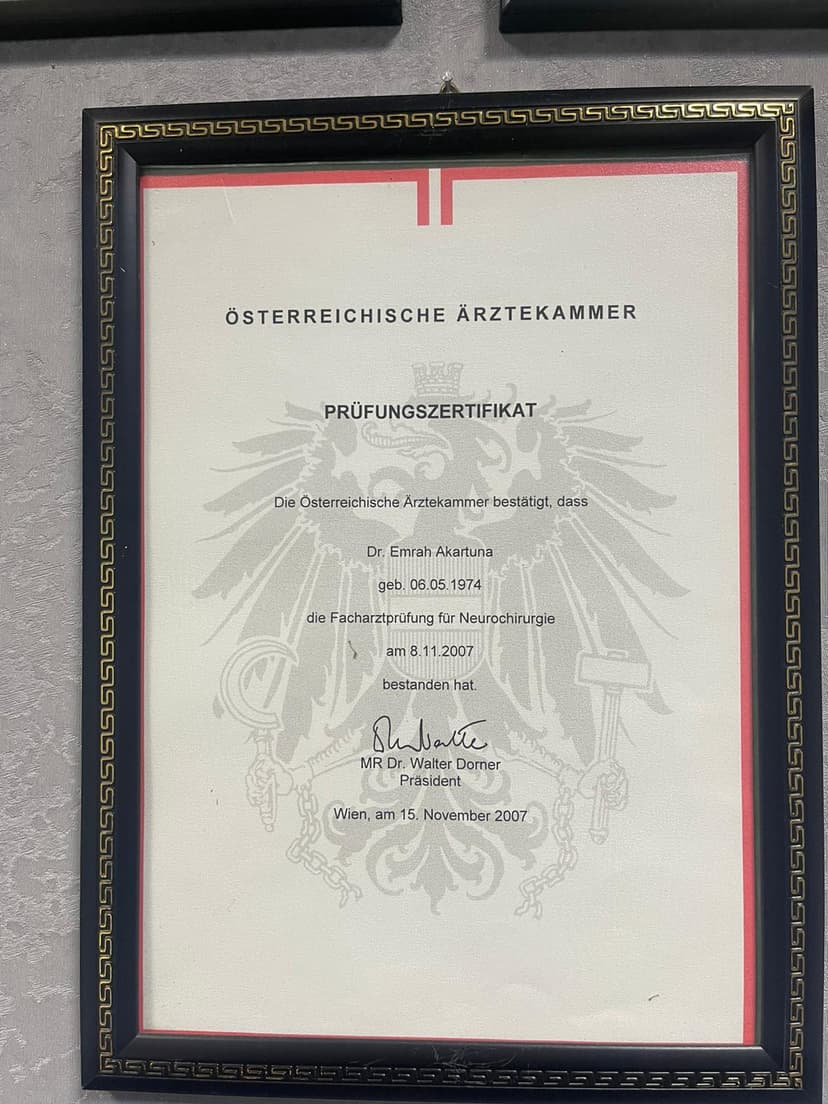 ÖSTERREICHISCHE ÄRZTEKAMMER
PRÜFUNGSZERTIFIKAT
Die Österreichische Ärztekammer bestätigt, dass
Dr. Emrah Akartuna
geb. 06.05.1974
die Facharztprüfung für Neurochirurgie
am 8.11.2007
bestanden hat.
MR Dr. Walter Dorner
Präsident
Wien, am 15. November 2007